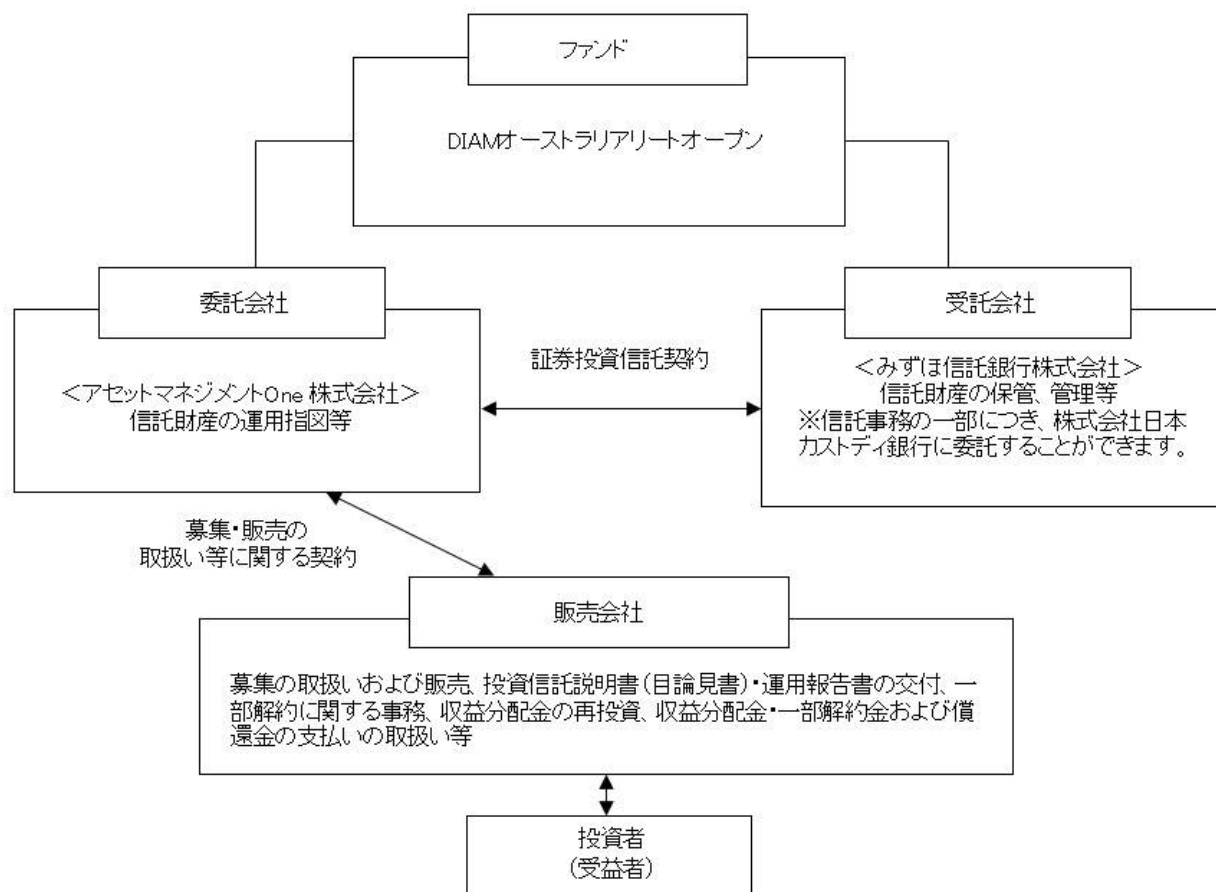 ファンド
DIAMオーストラリアリートオープン
委託会社
<アセットマネジメントOne 株式会社>
信託財産の運用指図等
証券投資信託契約
受託会社
<みずほ信託銀行株式会社>
信託財産の保管、管理等
※信託事務の一部につき、株式会社日本
カストディ銀行に委託することができます。
募集・販売の
取扱い等に関する契約
販売会社
募集の取扱いおよび販売、投資信託説明書(目論見書)・運用報告書の交付、一
部解約に関する事務、収益分配金の再投資、収益分配金・一部解約金および償
還金の支払いの取扱い等
投資者
(受益者)